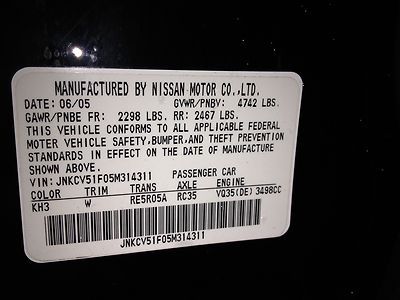 MANUFACTURED BY NISSAN MOTOR CO.,LTD.
DATE: 06/05 GVWR/PNBV: 4742 LBS.
GAWR/PNBE FR: 2298 LBS. RR: 2467 LBS.
THIS VEHICLE CONFORMS TO ALL APPLICABLE FEDERAL
MOTOR VEHICLE SAFETY,BUMPER,AND THEFT PREVENTION
STANDARDS IN EFFECT ON THE DATE OF MANUFACTURE
SHOWN ABOVE.
VIN: JNKCV51F05M314311 PASSENGER CAR
COLOR TRIM TRANS AXLE ENGINE
KH3 W RE5R05A RC35 VQ35(DE) 3498CC
JNKCV51F05M314311